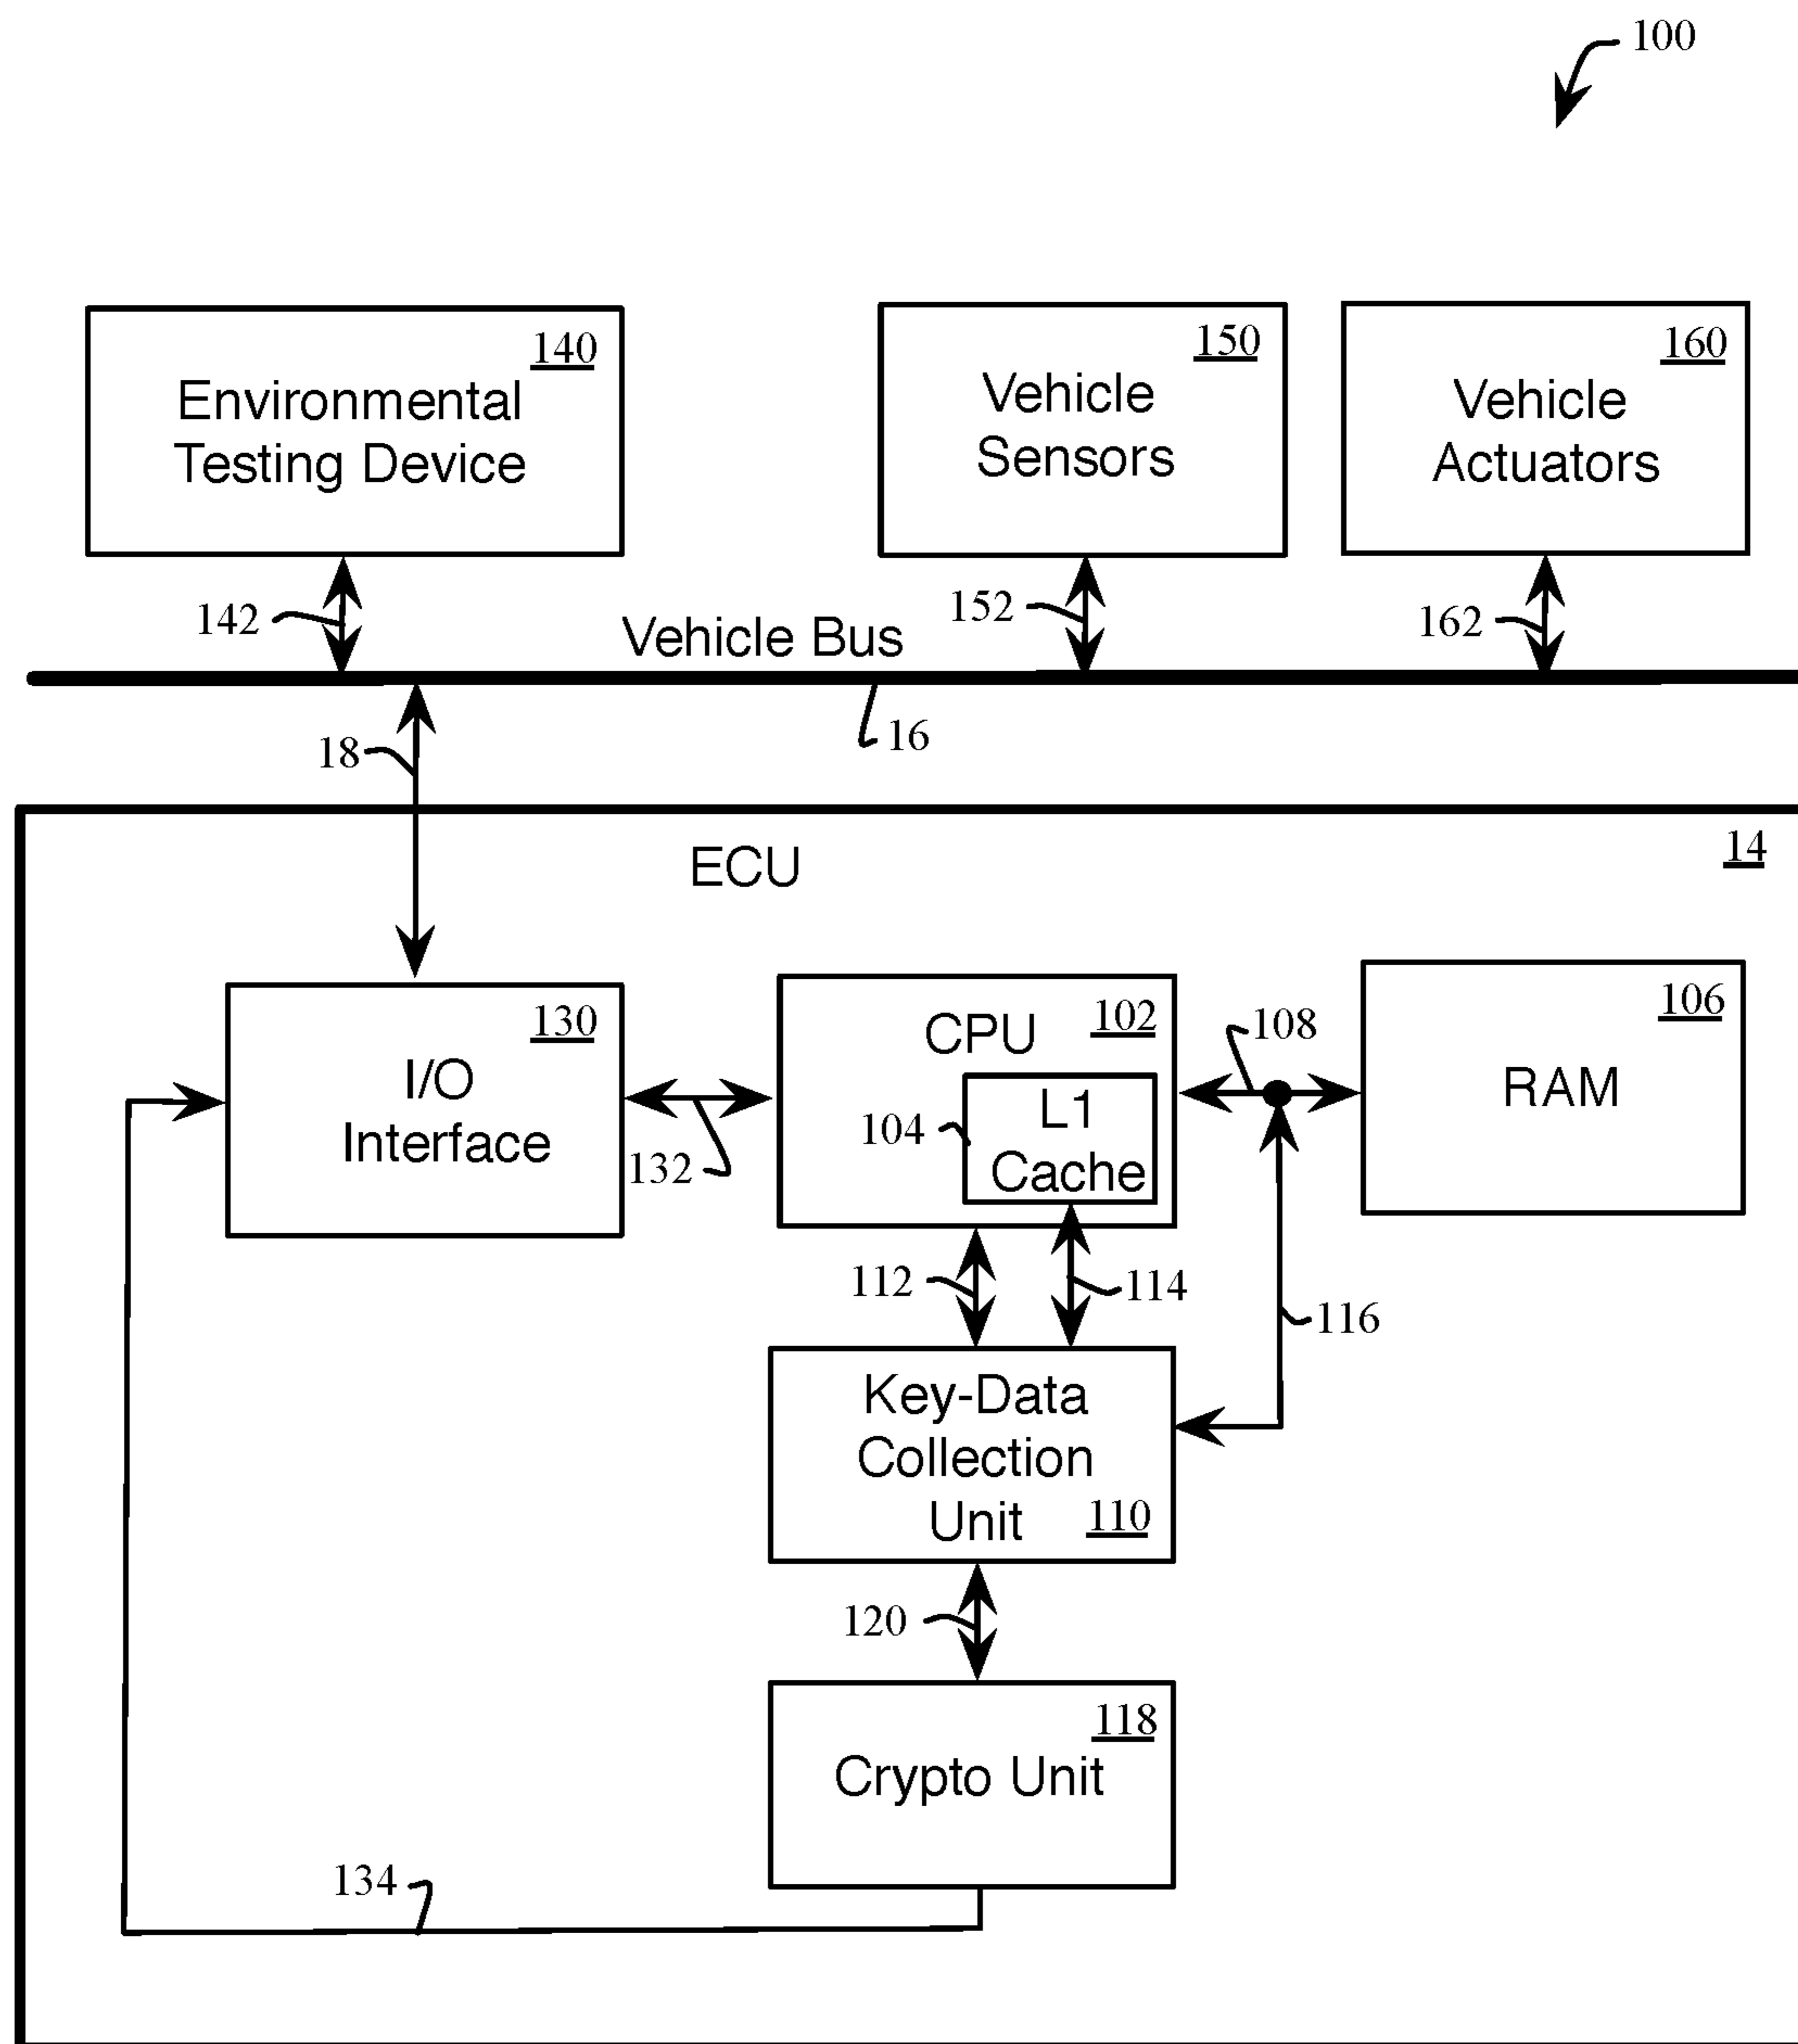 100
140
Environmental
Testing Device
150
Vehicle
Sensors
160
Vehicle
Actuators
142
Vehicle Bus
152
162
18
16
ECU
14
130
I/O
Interface
132
CPU
102
104
L1
Cache
108
106
RAM
112
114
116
Key-Data
Collection
Unit
110
120
118
Crypto Unit
134